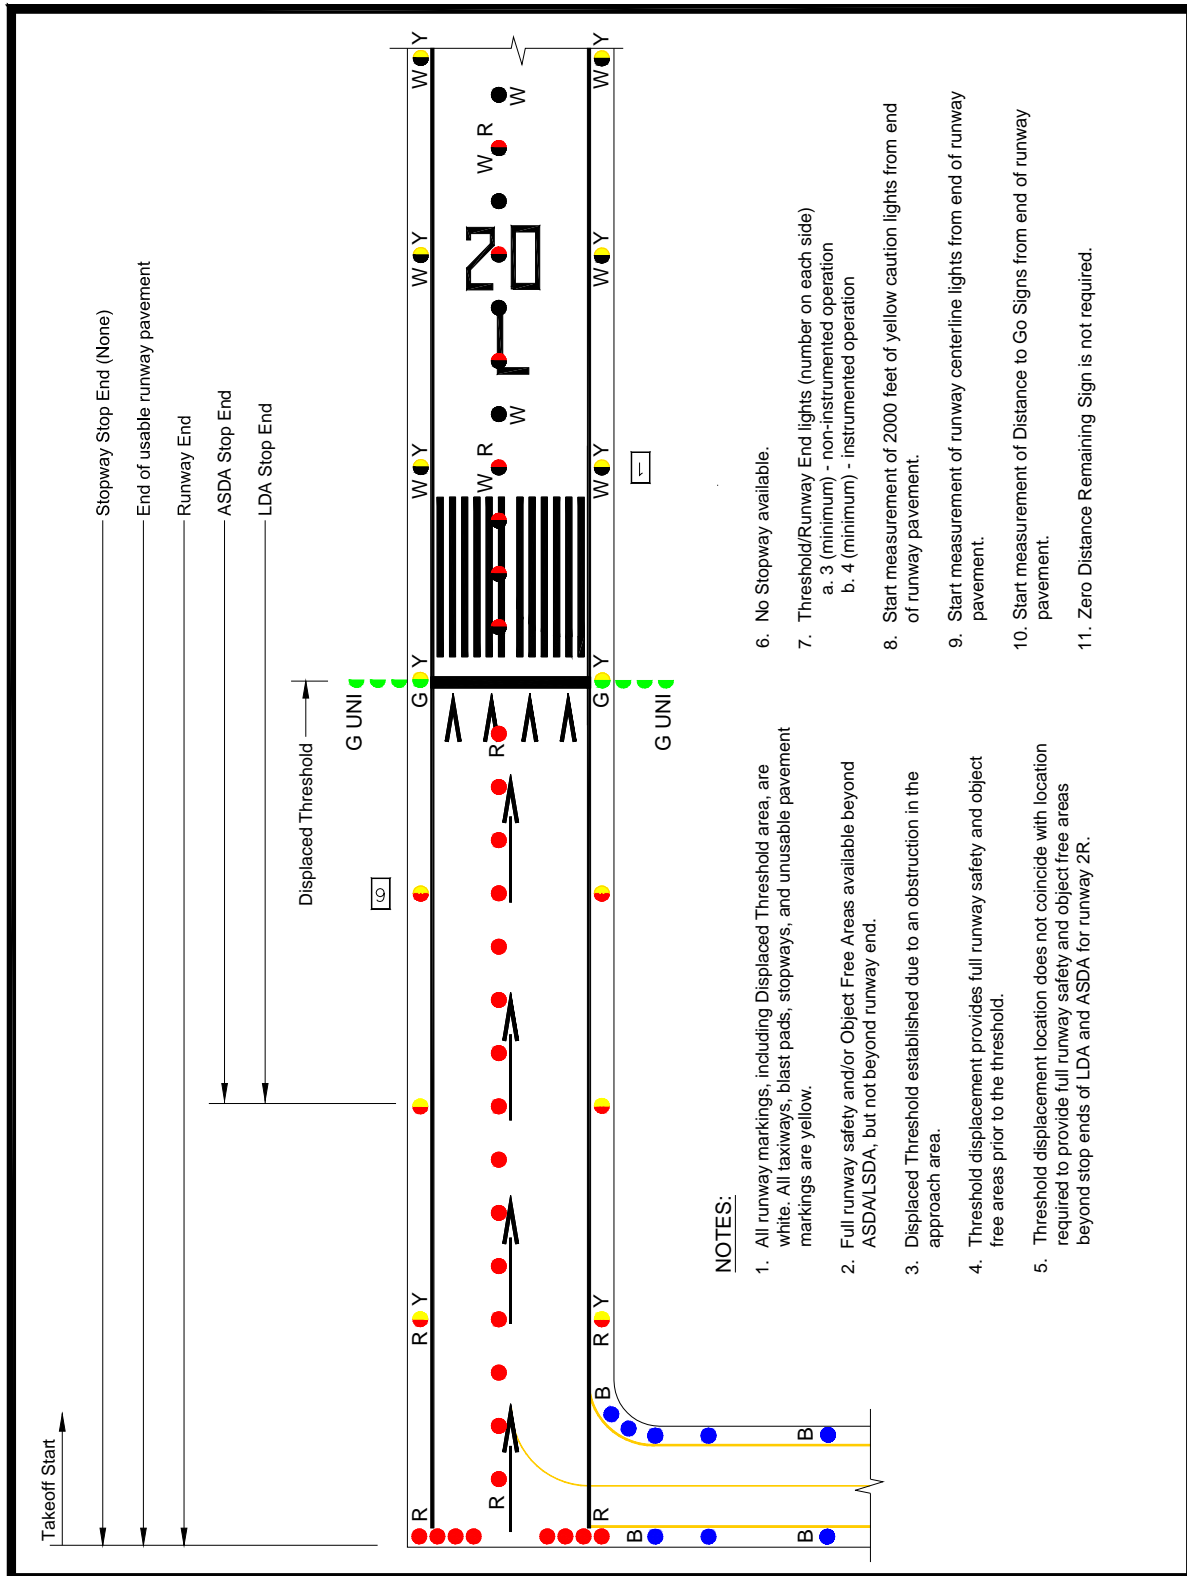 Takeoff Start
Stopway Stop End (None)
End of usable runway pavement
Runway End
ASDA Stop End
LDA Stop End
Displaced Threshold
9
G UNI
R
R Y
G Y
W Y
W Y
W Y
R
R
W R
W
W R
W
20
L
R
R Y
G Y
W Y
W Y
W Y
G UNI
1
B
B
B
B
NOTES:
1. All runway markings, including Displaced Threshold area, are
white. All taxiways, blast pads, stopways, and unusable pavement
markings are yellow.
2. Full runway safety and/or Object Free Areas available beyond
ASDA/LSDA, but not beyond runway end.
3. Displaced Threshold established due to an obstruction in the
approach area.
4. Threshold displacement provides full runway safety and object
free areas prior to the threshold.
5. Threshold displacement location does not coincide with location
required to provide full runway safety and object free areas
beyond stop ends of LDA and ASDA for runway 2R.
6. No Stopway available.
7. Threshold/Runway End lights (number on each side)
a. 3 (minimum) - non-instrumented operation
b. 4 (minimum) - instrumented operation
8. Start measurement of 2000 feet of yellow caution lights from end
of runway pavement.
9. Start measurement of runway centerline lights from end of runway
pavement.
10. Start measurement of Distance to Go Signs from end of runway
pavement.
11. Zero Distance Remaining Sign is not required.